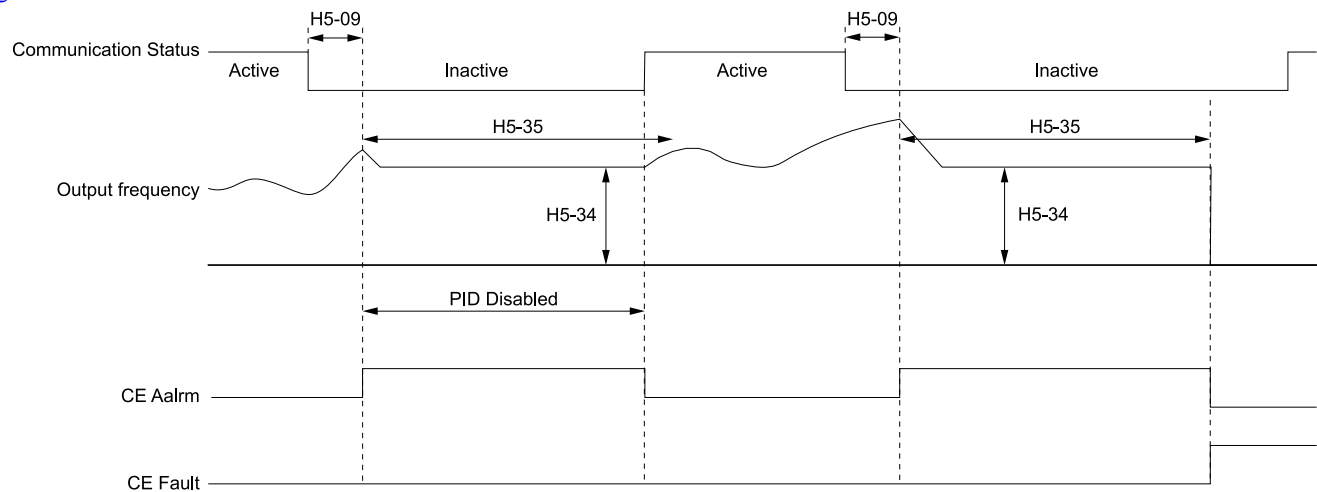 H5-09
H5-09
Communication Status
Active
Inactive
Active
Inactive
H5-35
H5-35
Output frequency
H5-34
H5-34
PID Disabled
CE Aalrm
CE Fault